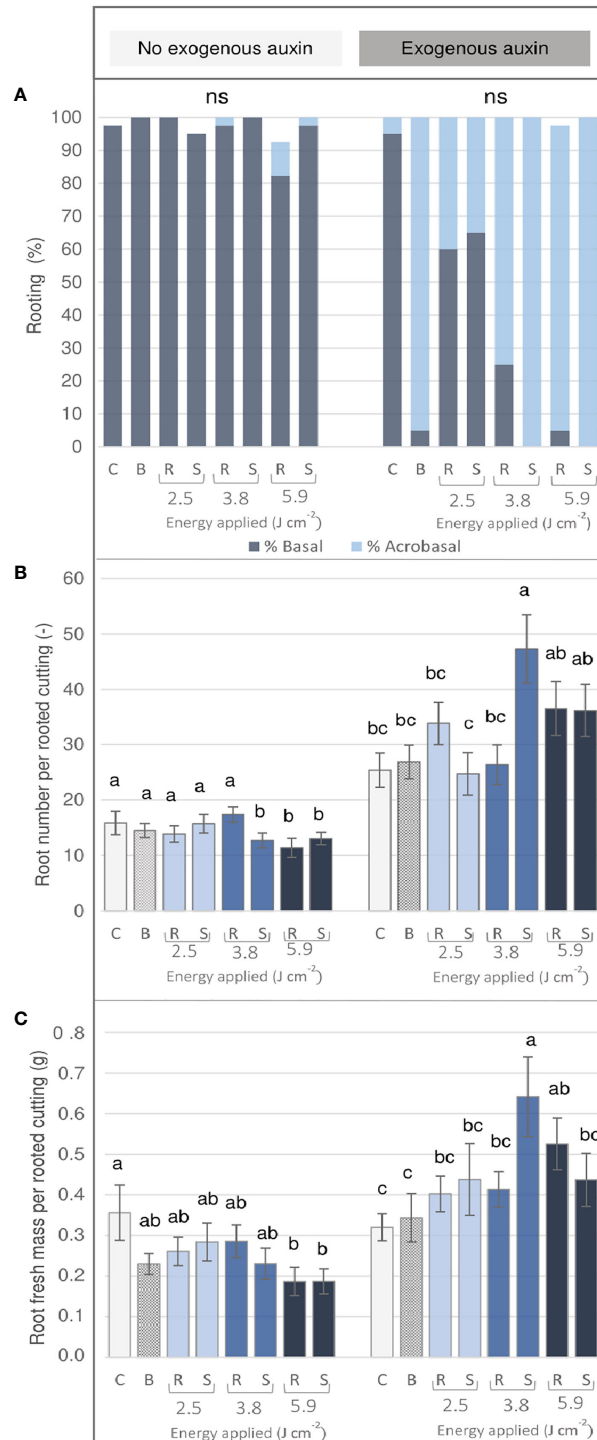 No exogenous auxin Exogenous auxin
A
ns ns
100
90
80
70
60
50
40
30
20
10
0
Rooting (%)
C B R S R S R S C B R S R S R S
2.5 3.8 5.9 2.5 3.8 5.9
Energy applied (J cm-2) Energy applied (J cm-2)
% Basal % Acrobasal
B
60
50
40
30
20
10
0
Root number per rooted cutting (-)
a a a a a b b b bc bc bc c bc a ab ab
C B R S R S R S C B R S R S R S
2.5 3.8 5.9 2.5 3.8 5.9
Energy applied (J cm-2) Energy applied (J cm-2)
C
0 .8
0.7
0.6
0.5
0.4
0.3
0.2
0.1
0.0
Root fresh mass per rooted cutting (g)
a ab ab ab ab ab b b c c bc bc bc a ab bc
C B R S R S R S C B R S R S R S
2.5 3.8 5.9 2.5 3.8 5.9
Energy applied (J cm-2) Energy applied (J cm-2)